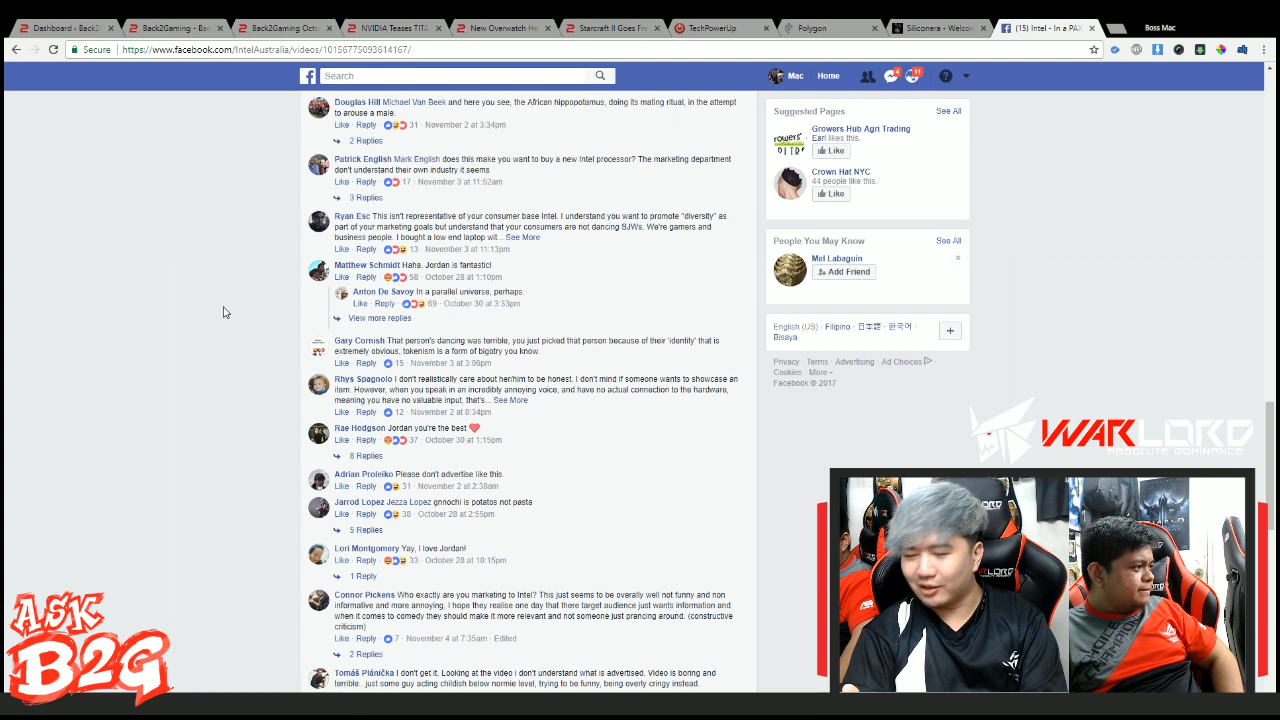 Dashboard ‹ Back2
Back2Gaming - Bac
Back2Gaming Octo
NVIDIA Teases TITA
New Overwatch He
Starcraft II Goes Fre
TechPowerUp
Polygon
Siliconera - Welcom
(15) Intel - In a PAX
Boss Mac
Secure
https://www.facebook.com/IntelAustralia/videos/10156775093614167/
Search
Mac
Home
4
11
Douglas Hill Michael Van Beek and here you see, the African hippopotamus, doing its mating ritual, in the attempt
to arouse a male.
Like · Reply · 31 · November 2 at 3:34pm
2 Replies
Patrick English Mark English does this make you want to buy a new Intel processor? The marketing department
don't understand their own industry it seems
Like · Reply · 17 · November 3 at 11:52am
3 Replies
Ryan Esc This isn't representative of your consumer base Intel. I understand you want to promote "diversity" as
part of your marketing goals but understand that your consumers are not dancing SJWs. We're gamers and
business people. I bought a low end laptop wit... See More
Like · Reply · 13 · November 3 at 11:13pm
Matthew Schmidt Haha. Jordan is fantastic!
Like · Reply · 58 · October 28 at 1:10pm
Anton De Savoy In a parallel universe, perhaps.
Like · Reply · 69 · October 30 at 3:33pm
View more replies
Gary Cornish That person's dancing was terrible, you just picked that person because of their 'identity' that is
extremely obvious, tokenism is a form of bigotry you know.
Like · Reply · 15 · November 3 at 3:06pm
Rhys Spagnolo I don't realistically care about her/him to be honest. I don't mind if someone wants to showcase an
item. However, when you speak in an incredibly annoying voice, and have no actual connection to the hardware,
meaning you have no valuable input, that's... See More
Like · Reply · 12 · November 2 at 8:34pm
Rae Hodgson Jordan you're the best
Like · Reply · 37 · October 30 at 1:15pm
8 Replies
Adrian Proleiko Please don't advertise like this.
Like · Reply · 31 · November 2 at 2:38am
Jarrod Lopez Jezza Lopez gnnochi is potatos not pasta
Like · Reply · 38 · October 28 at 2:55pm
5 Replies
Lori Montgomery Yay, I love Jordan!
Like · Reply · 33 · October 28 at 10:15pm
1 Reply
Connor Pickens Who exactly are you marketing to Intel? This just seems to be overall well not funny and non
informative and more annoying, I hope they realise one day that there target audience just wants information and
when it comes to comedy they should make it more relevant and not someone just prancing around. (constructive
criticism)
Like · Reply · 7 · November 4 at 7:35am · Edited
2 Replies
Tomáš Plánička I don't get it. Looking at the video i don't understand what is advertised. Video is boring and
terrible.. just some guy acting childish below normie level, trying to be funny, being overly cringy instead.
Suggested Pages
See All
Growers Hub Agri Trading
Earl likes this.
Like
Crown Hat NYC
44 people like this.
Like
People You May Know
See All
Mel Labaguin
Add Friend
English (US) · Filipino · 日本語 · 한국어 ·
Bisaya
Privacy · Terms · Advertising · Ad Choices
Cookies · More
Facebook © 2017
WARLORD
ABSOLUTE DOMINANCE
ASK
B2G